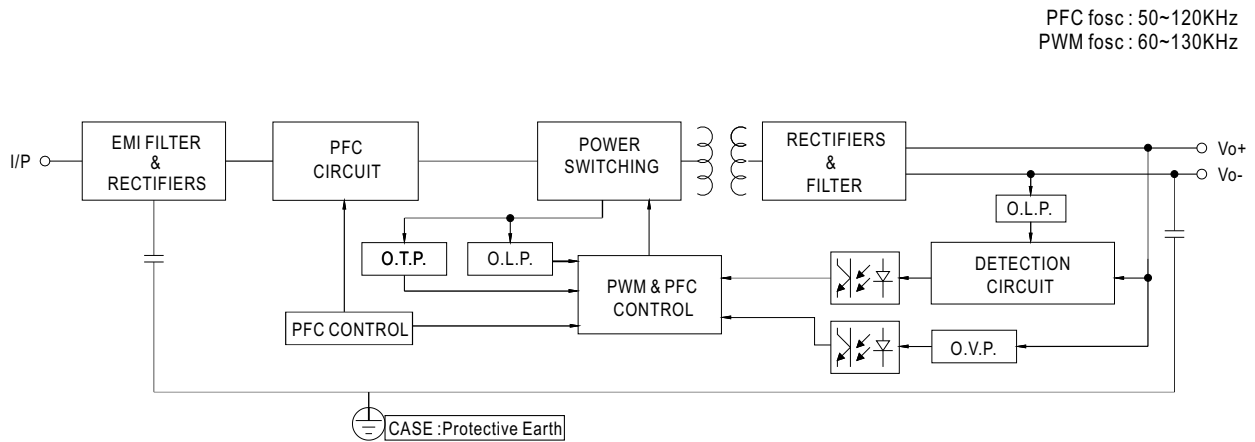 PFC fosc : 50~120KHz
PWM fosc : 60~130KHz
I/P
EMI FILTER
&
RECTIFIERS
PFC
CIRCUIT
POWER
SWITCHING
RECTIFIERS
&
FILTER
Vo+
Vo-
O.L.P.
O.T.P.
O.L.P.
PWM & PFC
CONTROL
DETECTION
CIRCUIT
PFC CONTROL
O.V.P.
CASE :Protective Earth